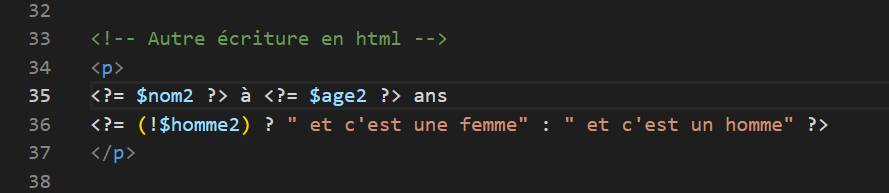 32
33 <!-- Autre écriture en html -->
34 <p>
35 <?= $nom2 ?> à <?= $age2 ?> ans
36 <?= (!$homme2) ? " et c'est une femme" : " et c'est un homme" ?>
37 </p>
38